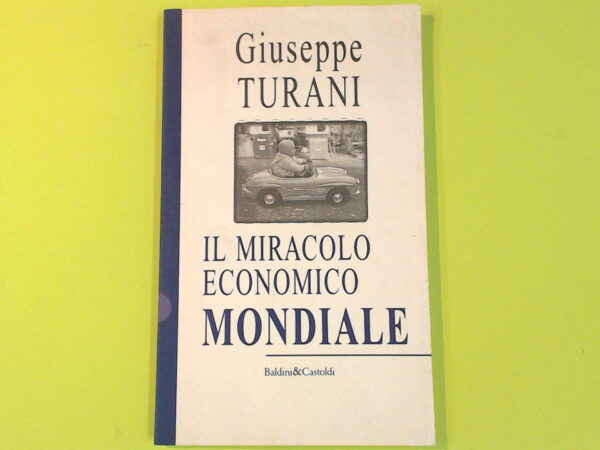 Giuseppe
TURANI
IL MIRACOLO
ECONOMICO
MONDIALE
Baldini&Castoldi